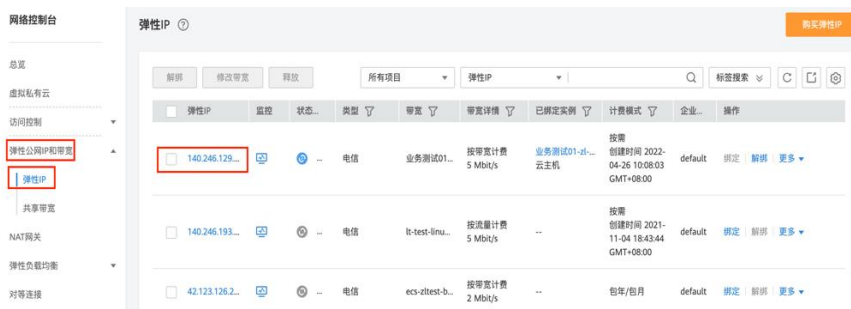 网络控制台
弹性IP
购买弹性IP
总览
虚拟私有云
访问控制
弹性公网IP和带宽
弹性IP
共享带宽
NAT网关
弹性负载均衡
对等连接
解绑 修改带宽 释放 所有项目 弹性IP 标签搜索
弹性IP 监控 状态... 类型 带宽 带宽详情 已绑定实例 计费模式 企业... 操作
140.246.129.... ... 电信 业务测试01... 按带宽计费
5 Mbit/s
业务测试01-zl-...
云主机
按需
创建时间 2022-
04-26 10:08:03
GMT+08:00
default 绑定 解绑 更多
140.246.193.... ... 电信 lt-test-linu... 按流量计费
5 Mbit/s
--
按需
创建时间 2021-
11-04 18:43:44
GMT+08:00
default 绑定 解绑 更多
42.123.126.2... ... 电信 ecs-zltest-b... 按带宽计费
2 Mbit/s
-- 包年/包月 default 绑定 解绑 更多